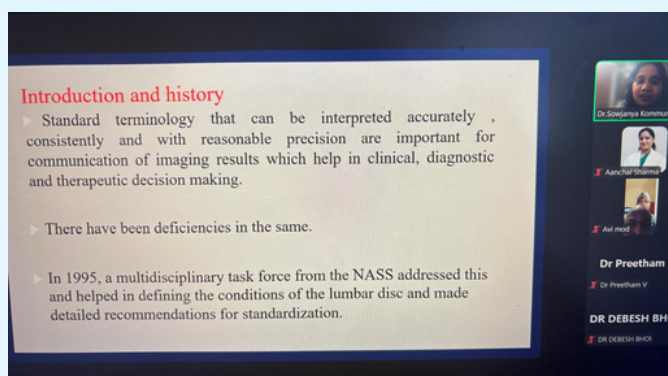 Introduction and history
Standard terminology that can be interpreted accurately ,
consistently and with reasonable precision are important for
communication of imaging results which help in clinical, diagnostic
and therapeutic decision making.
There have been deficiencies in the same.
In 1995, a multidisciplinary task force from the NASS addressed this
and helped in defining the conditions of the lumbar disc and made
detailed recommendations for standardization.
Dr.Sowjanya Kommur
Aanchal Sharma
Avi mod
Dr Preetham
Dr Preetham V
DR DEBESH BH
DR DEBESH BHOI